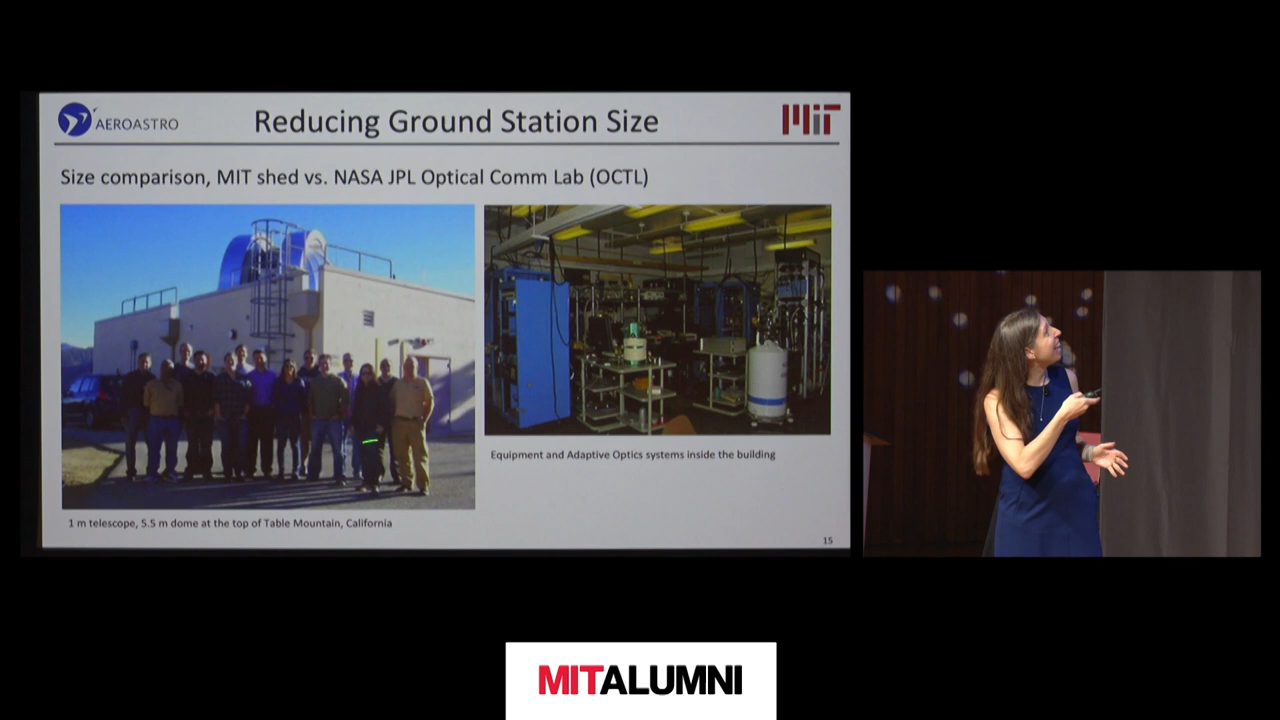 AEROASTRO
Reducing Ground Station Size
MIT
Size comparison, MIT shed vs. NASA JPL Optical Comm Lab (OCTL)
Equipment and Adaptive Optics systems inside the building
1 m telescope, 5.5 m dome at the top of Table Mountain, California
15
MITALUMNI